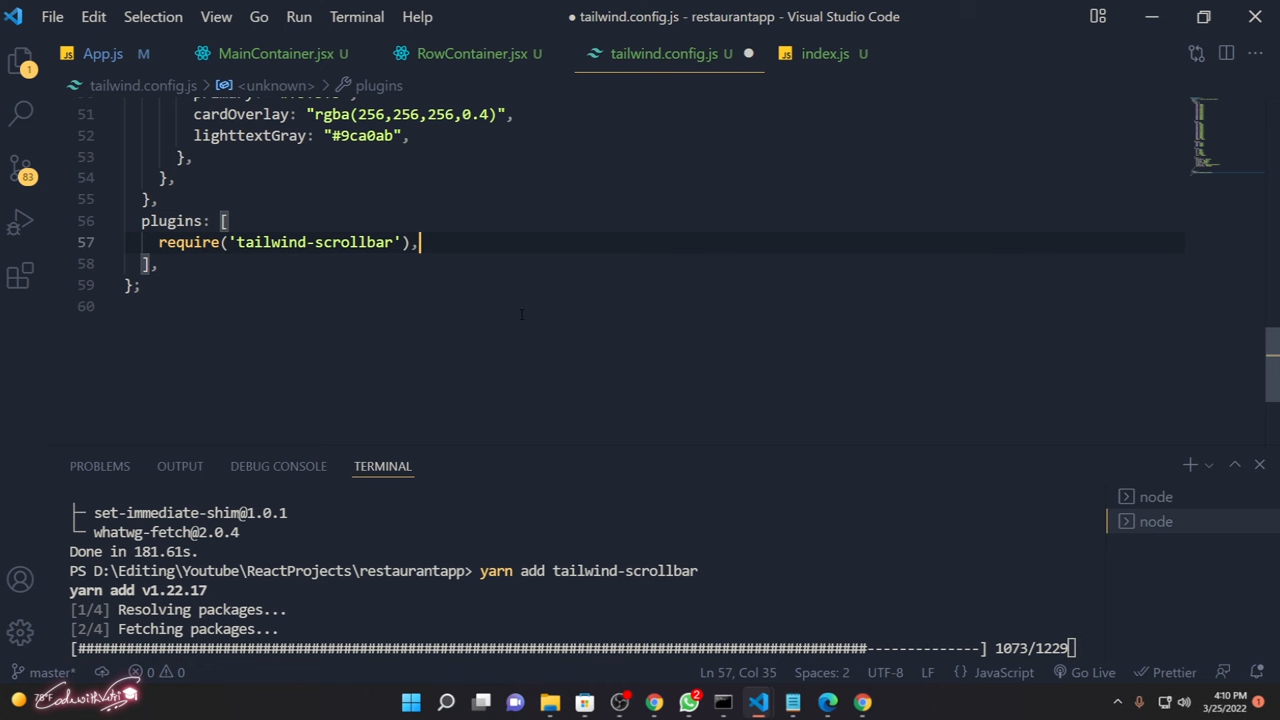 File Edit Selection View Go Run Terminal Help
● tailwind.config.js - restaurantapp - Visual Studio Code
App.js M MainContainer.jsx U RowContainer.jsx U tailwind.config.js U index.js U
tailwind.config.js > <unknown> > plugins
51 cardOverlay: "rgba(256,256,256,0.4)",
52 lighttextGray: "#9ca0ab",
53 },
54 },
55 },
56 plugins: [
57 require('tailwind-scrollbar'),
58 ],
59 };
60
1
83
PROBLEMS OUTPUT DEBUG CONSOLE TERMINAL
├─ set-immediate-shim@1.0.1
└─ whatwg-fetch@2.0.4
Done in 181.61s.
PS D:\Editing\Youtube\ReactProjects\restaurantapp> yarn add tailwind-scrollbar
yarn add v1.22.17
[1/4] Resolving packages...
[2/4] Fetching packages...
] 1073/1229
node
node
master* 0 0 Ln 57, Col 35 Spaces: 2 UTF-8 LF {} JavaScript Go Live Prettier
2
4:10 PM
3/25/2022